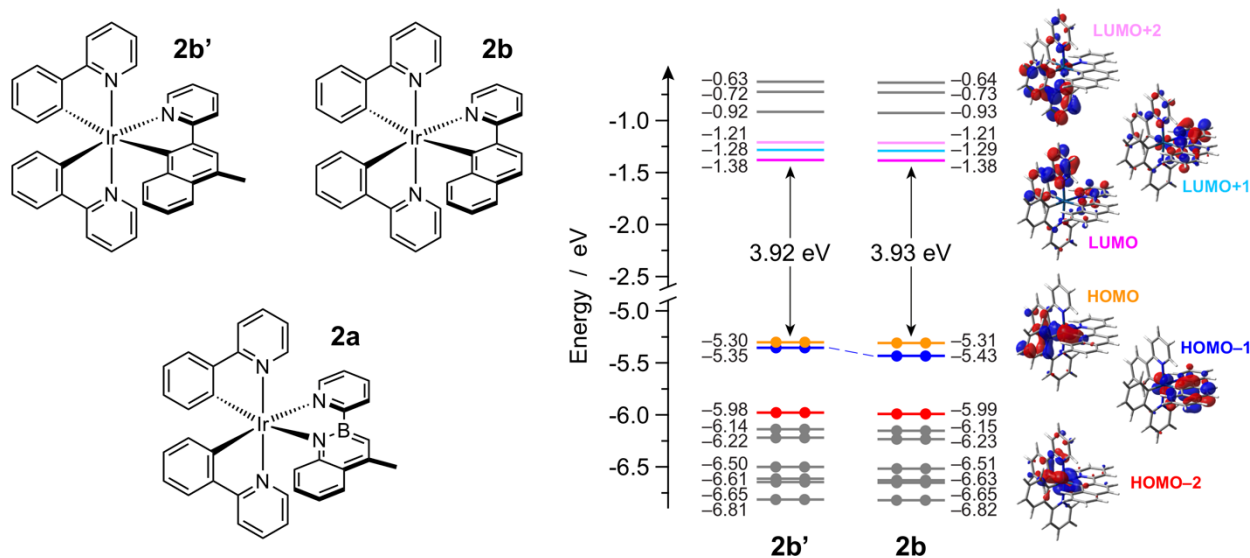 2b’
2b
N
N
Ir
N
N
N
Ir
N
2a
N
N
Ir
B
N
N
Energy / eV
-1.0
-1.5
-2.0
-2.5
-5.0
-5.5
-6.0
-6.5
–0.63
–0.72
–0.92
–1.21
–1.28
–1.38
3.92 eV
–5.30
–5.35
–5.98
–6.14
–6.22
–6.50
–6.61
–6.65
–6.81
2b’
–0.64
–0.73
–0.93
–1.21
–1.29
–1.38
3.93 eV
–5.31
–5.43
–5.99
–6.15
–6.23
–6.51
–6.63
–6.65
–6.82
2b
LUMO+2
LUMO+1
LUMO
HOMO
HOMO–1
HOMO–2